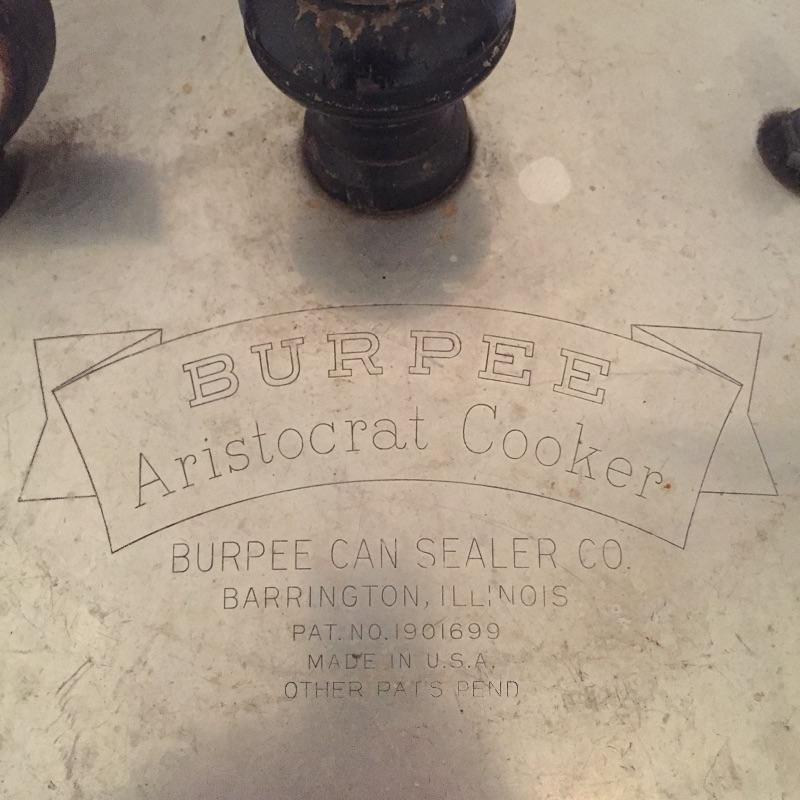 BURPEE
Aristocrat Cooker
BURPEE CAN SEALER CO.
BARRINGTON, ILLINOIS
PAT. NO. 1901699
MADE IN U.S.A.
OTHER PAT'S PEND